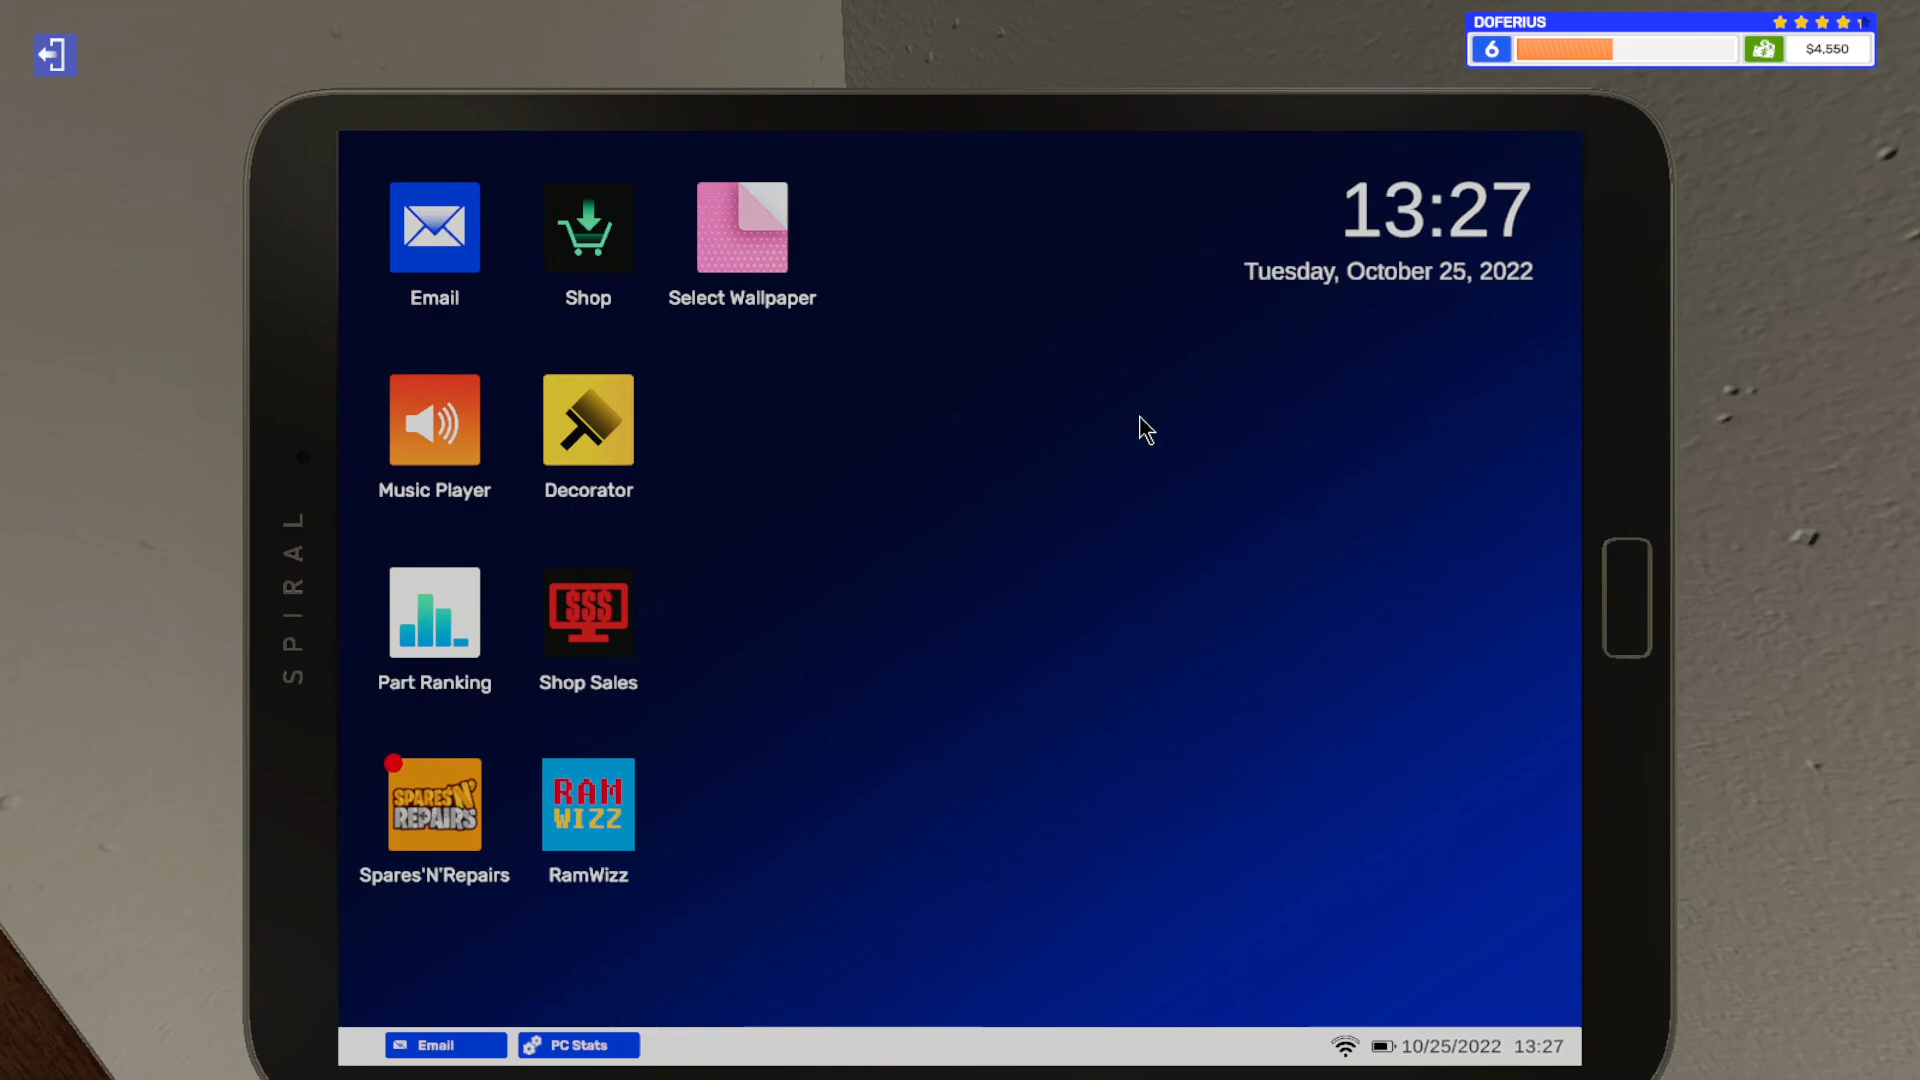 DOFERIUS
6
$4,550
13:27
Tuesday, October 25, 2022
Email
Shop
Select Wallpaper
Music Player
Decorator
$$$
Part Ranking
Shop Sales
SPARES'N'
REPAIRS
RAM
WIZZ
Spares'N'Repairs
RamWizz
SPIRAL
Email
PC Stats
10/25/2022 13:27